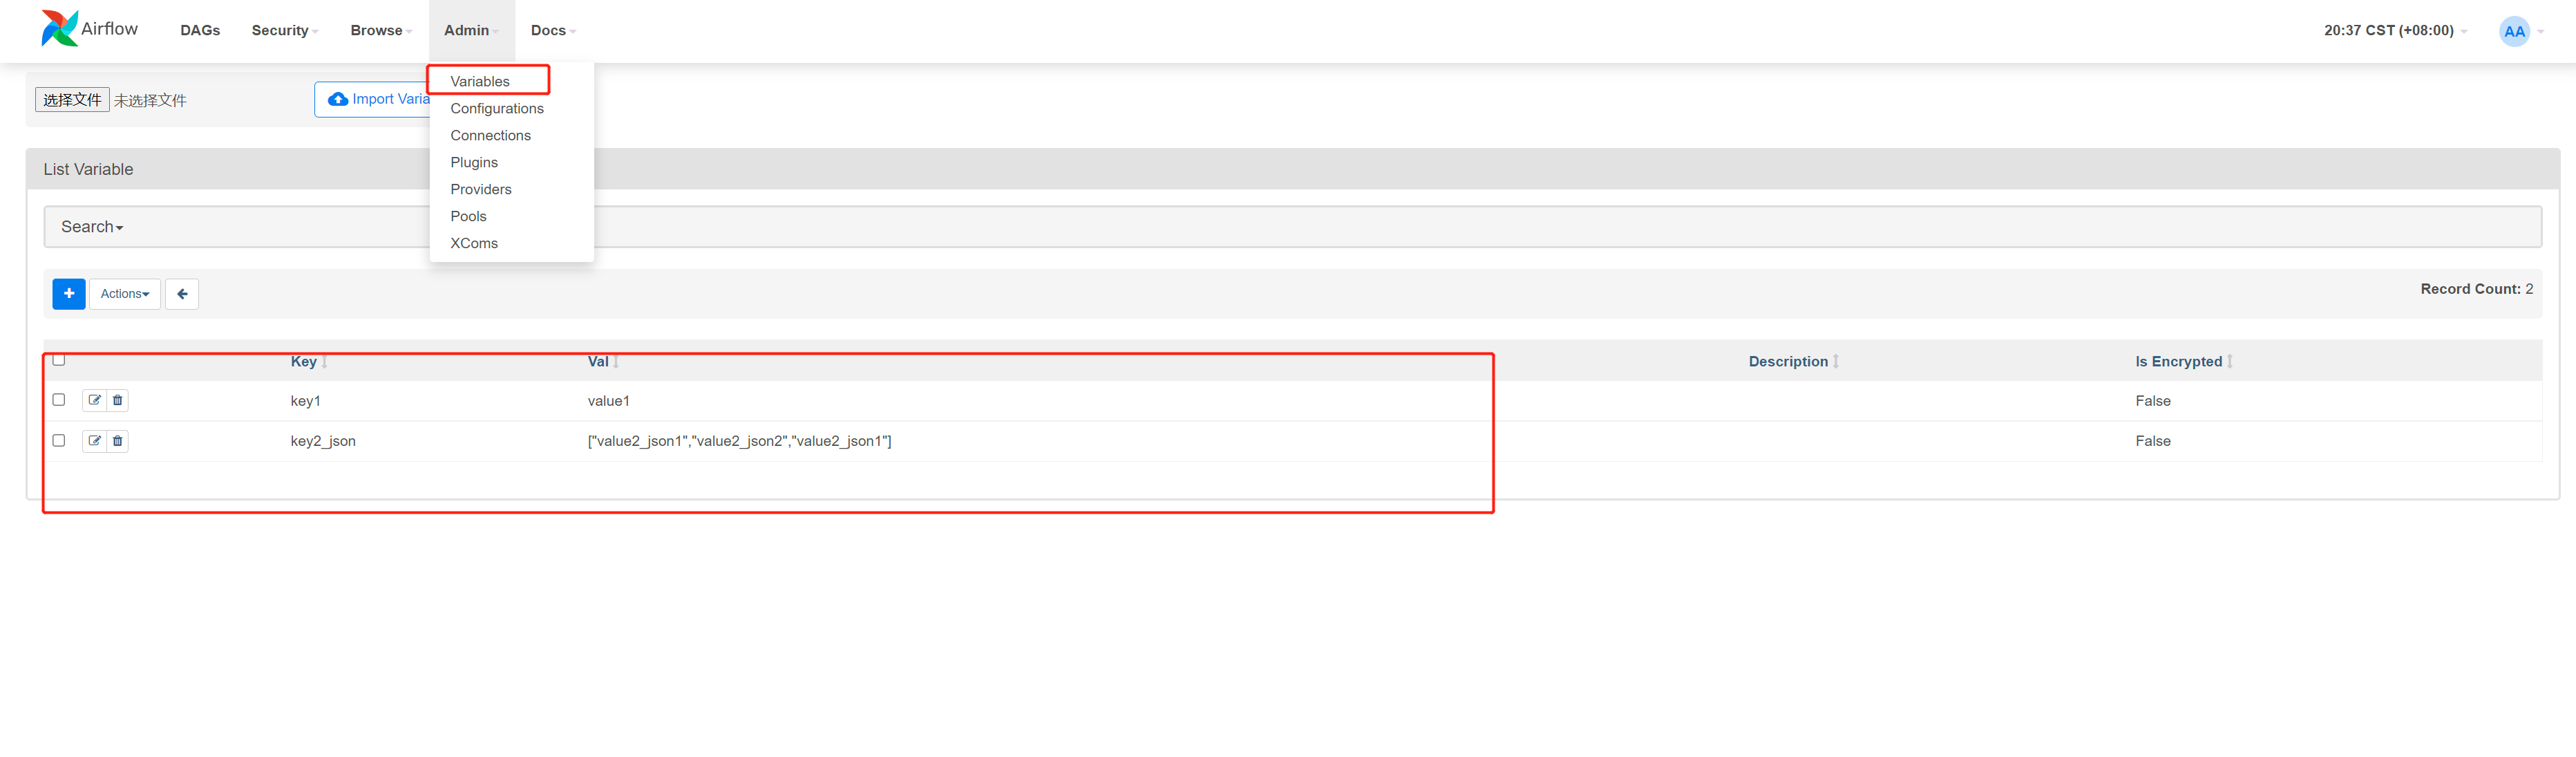 Airflow DAGs Security Browse Admin Docs 20:37 CST (+08:00) AA
Variables
选择文件 未选择文件 Import Varia
Configurations
Connections
Plugins
List Variable
Providers
Pools
Search
XComs
Actions Record Count: 2
Key Val Description Is Encrypted
key1 value1 False
key2_json ["value2_json1","value2_json2","value2_json1"] False